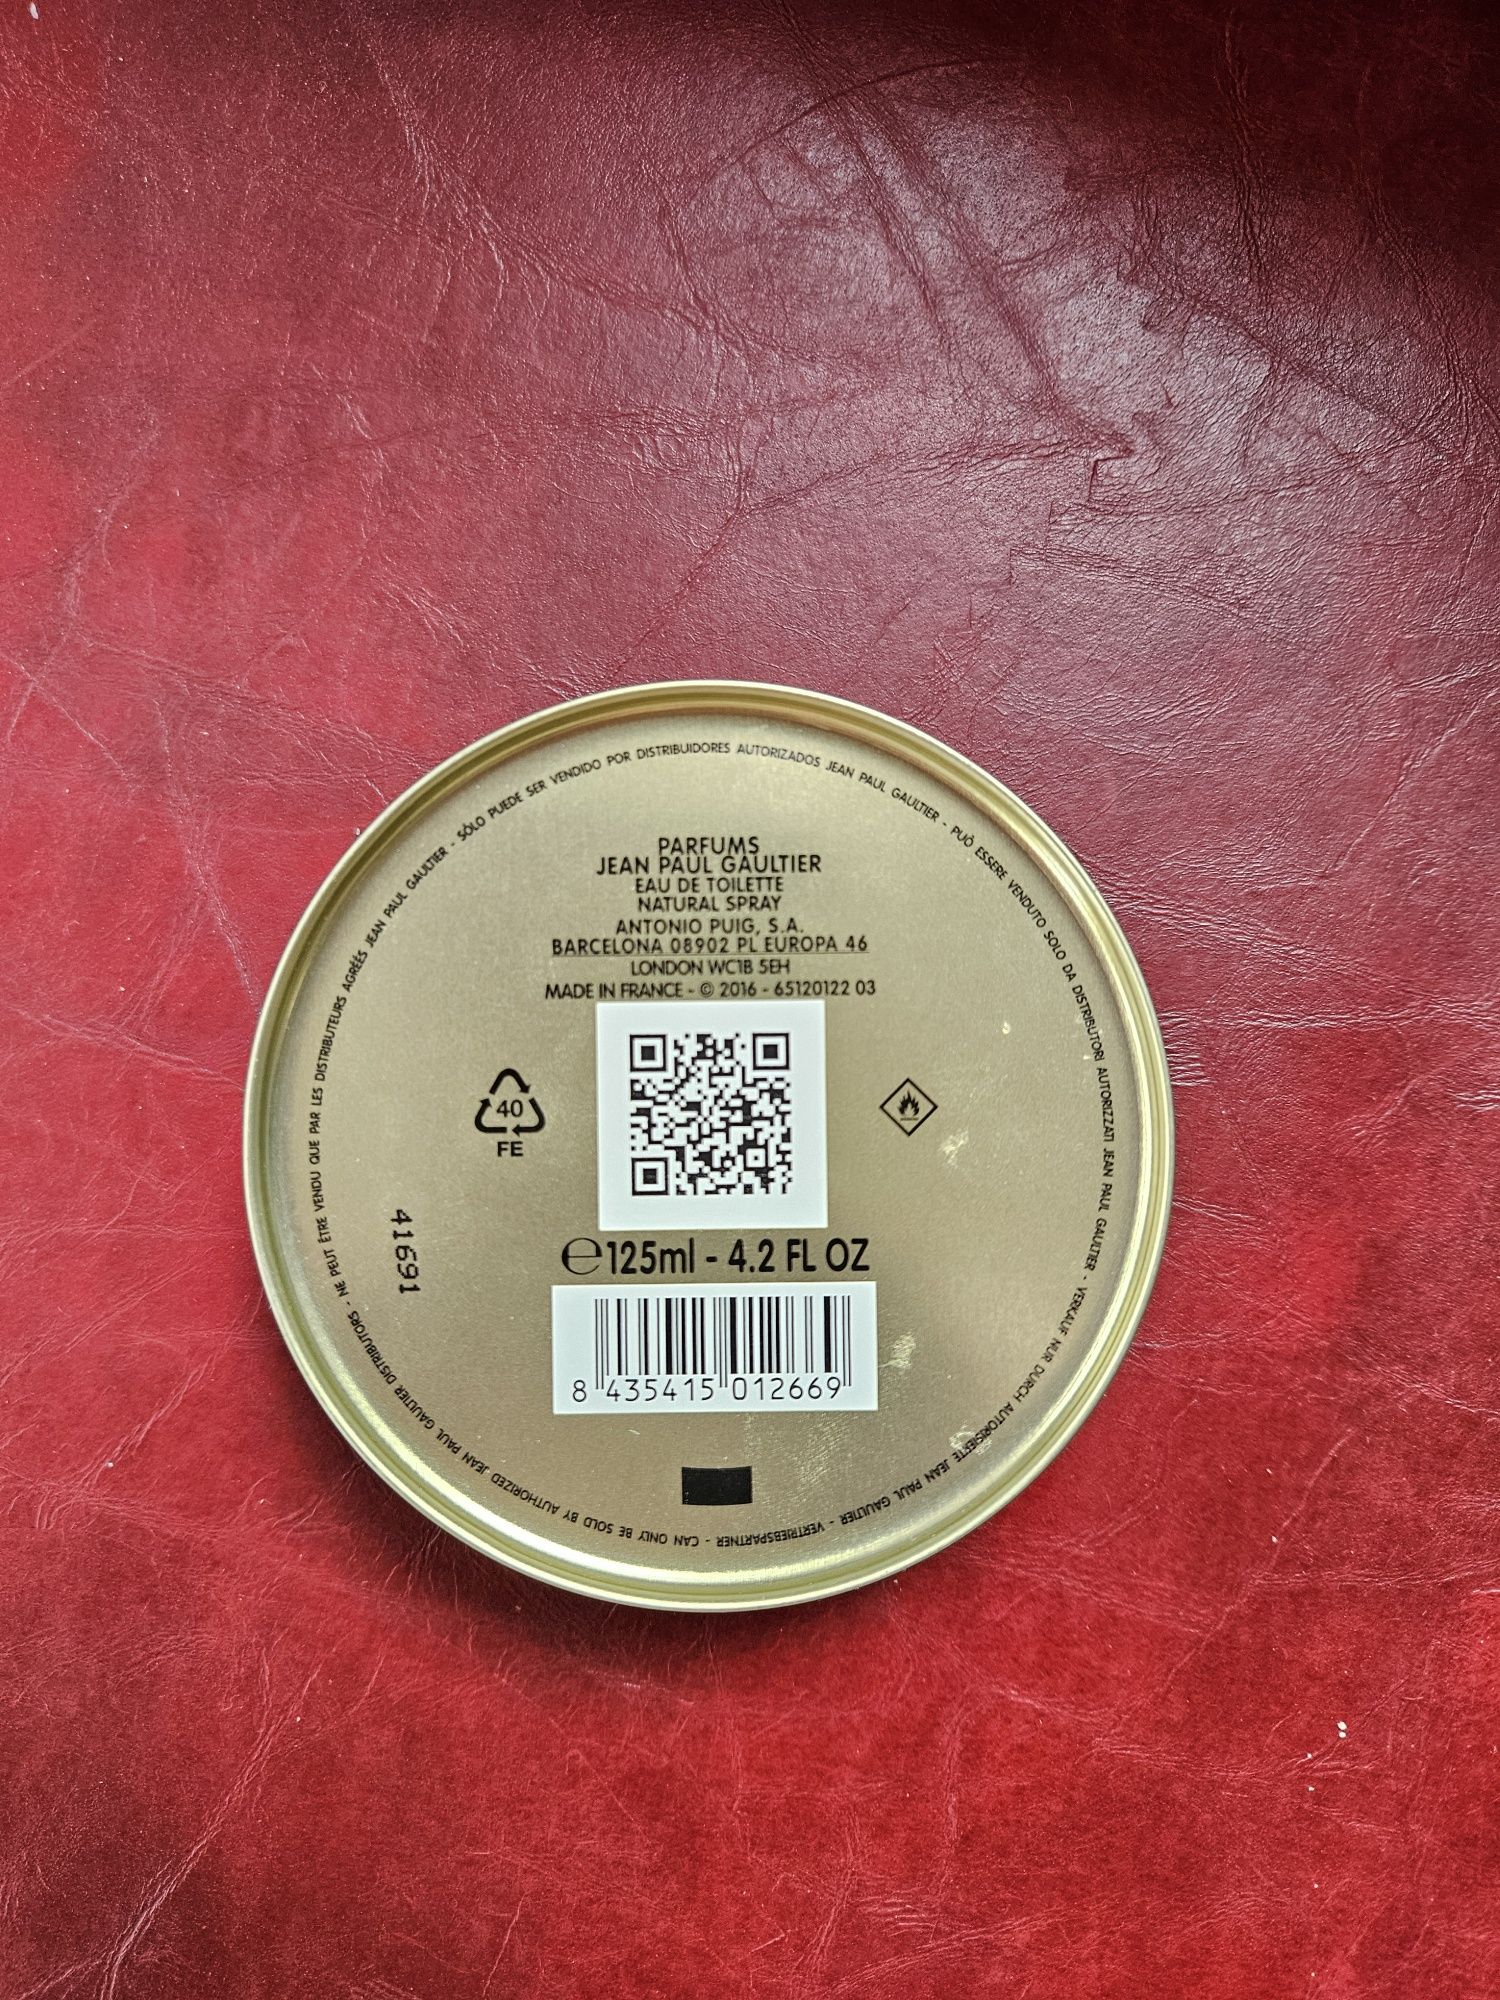 PARFUMS
JEAN PAUL GAULTIER
EAU DE TOILETTE
NATURAL SPRAY
ANTONIO PUIG, S.A.
BARCELONA 08902 PL EUROPA 46
LONDON WC1B 5EH
MADE IN FRANCE - © 2016 - 65120122 03
40
FE
41691
℮125ml - 4.2 FL OZ
8 435415 012669
NE PEUT ÊTRE VENDU QUE PAR LES DISTRIBUTEURS AGRÉÉS JEAN PAUL GAULTIER - SÒLO PUEDE SER VENDIDO POR DISTRIBUIDORES AUTORIZADOS JEAN PAUL GAULTIER - PUÒ ESSERE VENDUTO SOLO DA DISTRIBUTORI AUTORIZZATI JEAN PAUL GAULTIER - VERKAUF NUR DURCH AUTORISIERTE JEAN PAUL GAULTIER - VERTRIEBSPARTNER - CAN ONLY BE SOLD BY AUTHORIZED JEAN PAUL GAULTIER DISTRIBUTORS -